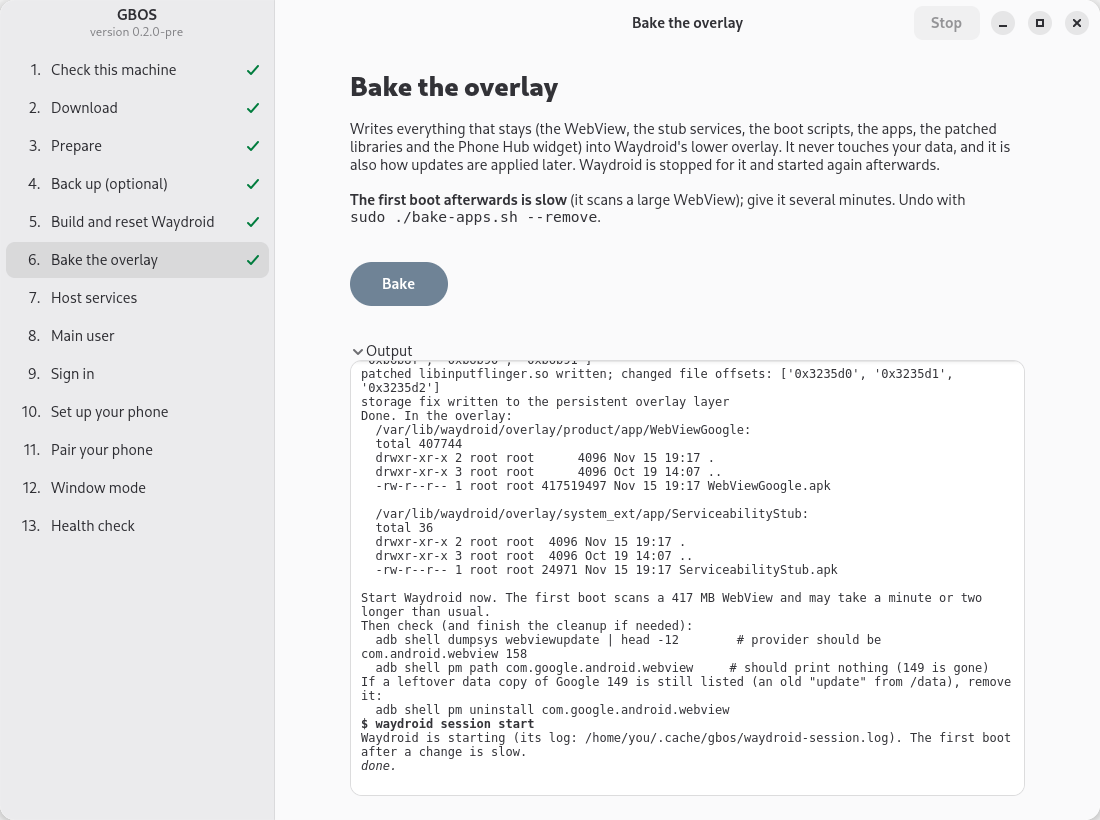 GBOS
version 0.2.0-pre
1. Check this machine
2. Download
3. Prepare
4. Back up (optional)
5. Build and reset Waydroid
6. Bake the overlay
7. Host services
8. Main user
9. Sign in
10. Set up your phone
11. Pair your phone
12. Window mode
13. Health check
Bake the overlay
Stop
Bake the overlay
Writes everything that stays (the WebView, the stub services, the boot scripts, the apps, the patched
libraries and the Phone Hub widget) into Waydroid's lower overlay. It never touches your data, and it is
also how updates are applied later. Waydroid is stopped for it and started again afterwards.
The first boot afterwards is slow (it scans a large WebView); give it several minutes. Undo with
sudo ./bake-apps.sh --remove.
Bake
Output
patched libinputflinger.so written; changed file offsets: ['0x3235d0', '0x3235d1',
'0x3235d2']
storage fix written to the persistent overlay layer
Done. In the overlay:
/var/lib/waydroid/overlay/product/app/WebViewGoogle:
total 407744
drwxr-xr-x 2 root root      4096 Nov 15 19:17 .
drwxr-xr-x 3 root root      4096 Oct 19 14:07 ..
-rw-r--r-- 1 root root 417519497 Nov 15 19:17 WebViewGoogle.apk
/var/lib/waydroid/overlay/system_ext/app/ServiceabilityStub:
total 36
drwxr-xr-x 2 root root  4096 Nov 15 19:17 .
drwxr-xr-x 3 root root  4096 Oct 19 14:07 ..
-rw-r--r-- 1 root root 24971 Nov 15 19:17 ServiceabilityStub.apk
Start Waydroid now. The first boot scans a 417 MB WebView and may take a minute or two
longer than usual.
Then check (and finish the cleanup if needed):
adb shell dumpsys webviewupdate | head -12        # provider should be
com.android.webview 158
adb shell pm path com.google.android.webview     # should print nothing (149 is gone)
If a leftover data copy of Google 149 is still listed (an old "update" from /data), remove
it:
adb shell pm uninstall com.google.android.webview
$ waydroid session start
Waydroid is starting (its log: /home/you/.cache/gbos/waydroid-session.log). The first boot
after a change is slow.
done.